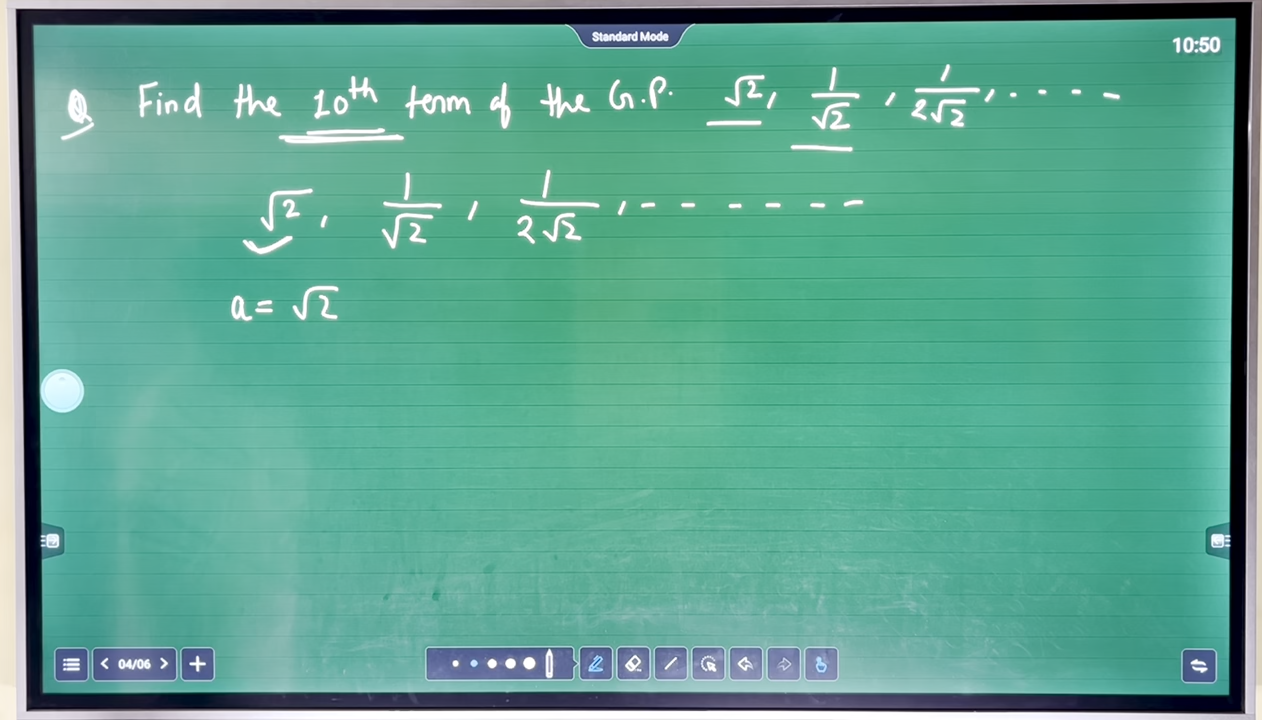 Standard Mode
10:50
Q Find the 10th term of the G.P. √2, 1/√2, 1/2√2, ....
√2, 1/√2, 1/2√2, ------
a = √2
04/06